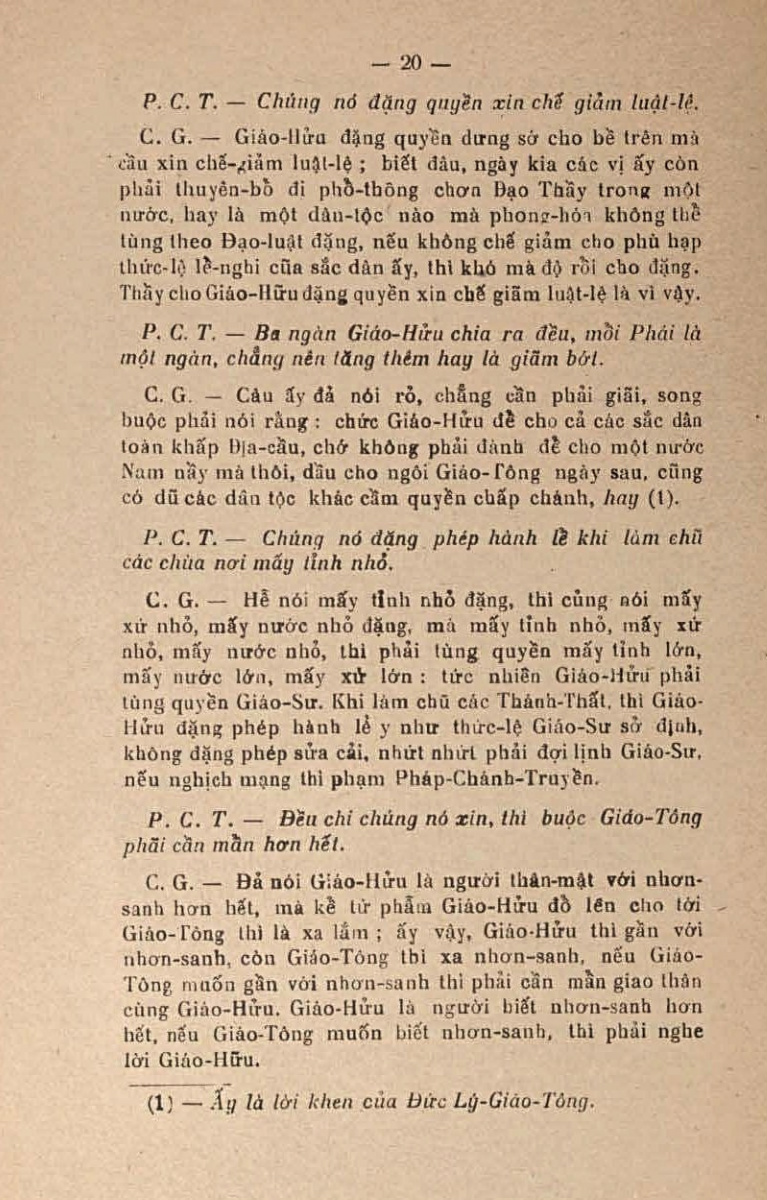 — 20 —
P. C. T. — Chúng nó đặng quyền xin chế giảm luật-lệ.
C. G. — Giáo-Hửu đặng quyền dưng sớ cho bề trên mà
cầu xin chế-giảm luật-lệ ; biết đâu, ngày kia các vị ấy còn
phải thuyên-bồ đi phổ-thông chơn Đạo Thầy trong một
nước, hay là một dân-tộc nào mà phong-hóa không thể
tùng theo Đạo-luật đặng, nếu không chế giảm cho phù hạp
thức-lệ lễ-nghi cũa sắc dân ấy, thì khó mà độ rồi cho đặng.
Thầy cho Giáo-Hữu đặng quyền xin chế giãm luật-lệ là vì vậy.
P. C. T. — Ba ngàn Giáo-Hửu chia ra đều, mỗi Phái là
một ngàn, chẳng nên tăng thêm hay là giãm bớt.
C. G. — Câu ấy đả nói rỏ, chẵng cần phải giãi, song
buộc phải nói rằng : chức Giáo-Hửu để cho cả các sắc dân
toàn khắp Địa-cầu, chớ không phải đành để cho một nước
Nam nầy mà thôi, dầu cho ngôi Giáo-Tông ngày sau, cũng
có dũ các dân tộc khác cầm quyền chấp chánh, hay (1).
P. C. T. — Chúng nó đặng phép hành lễ khi làm chũ
các chùa nơi mấy tỉnh nhỏ.
C. G. — Hễ nói mấy tỉnh nhỏ đặng, thì củng nói mấy
xứ nhỏ, mấy nước nhỏ đặng, mà mấy tỉnh nhỏ, mấy xứ
nhỏ, mấy nước nhỏ, thì phải tùng quyền mấy tỉnh lớn,
mấy nước lớn, mấy xứ lớn : tức nhiên Giáo-Hửu phải
tùng quyền Giáo-Sư. Khi làm chũ các Thánh-Thất, thì Giáo-
Hửu đặng phép hành lể y như thức-lệ Giáo-Sư sở định,
không đặng phép sửa cải, nhứt nhứt phải đợi lịnh Giáo-Sư,
nếu nghịch mạng thì phạm Pháp-Chánh-Truyền.
P. C. T. — Đều chi chúng nó xin, thì buộc Giáo-Tông
phãi cần mẫn hơn hết.
C. G. — Đả nói Giáo-Hửu là người thân-mật với nhơn-
sanh hơn hết, mà kể từ phẩm Giáo-Hửu đổ lên cho tới
Giáo-Tông thì là xa lắm ; ấy vậy, Giáo-Hửu thì gần với
nhơn-sanh, còn Giáo-Tông thì xa nhơn-sanh, nếu Giáo-
Tông muốn gần với nhơn-sanh thì phải cần mẫn giao thân
cùng Giáo-Hửu. Giáo-Hửu là người biết nhơn-sanh hơn
hết, nếu Giáo-Tông muốn biết nhơn-sanh, thì phải nghe
lời Giáo-Hữu.
(1) — Ấy là lời khen của Đức Lý-Giáo-Tông.